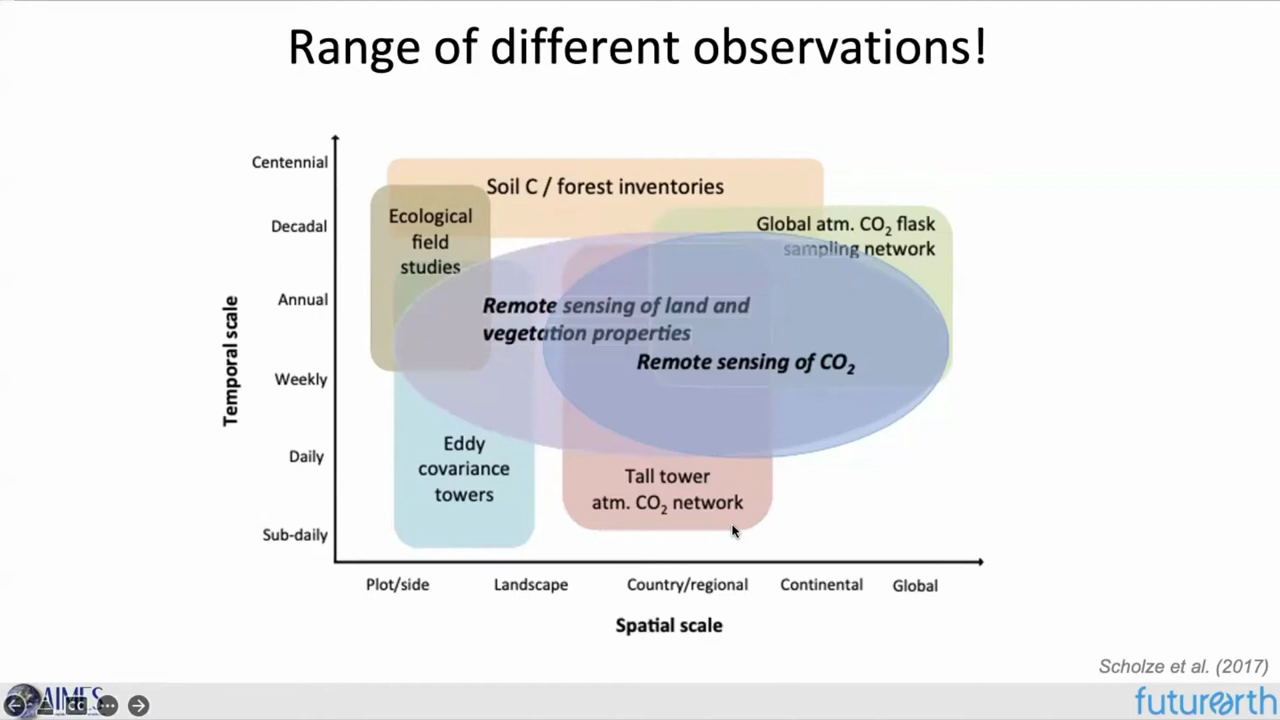 Range of different observations!
Centennial
Decadal
Annual
Weekly
Daily
Sub-daily
Temporal scale
Soil C / forest inventories
Ecological
field
studies
Global atm. CO₂ flask
sampling network
Remote sensing of land and
vegetation properties
Remote sensing of CO₂
Eddy
covariance
towers
Tall tower
atm. CO₂ network
Plot/side
Landscape
Country/regional
Continental
Global
Spatial scale
Scholze et al. (2017)
AIMES
CC
futurearth